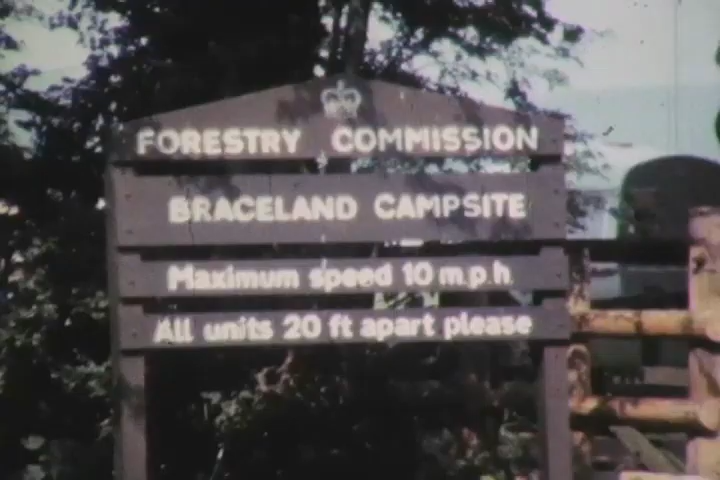 FORESTRY COMMISSION
BRACELAND CAMPSITE
Maximum speed 10 m.p.h.
All units 20 ft apart please